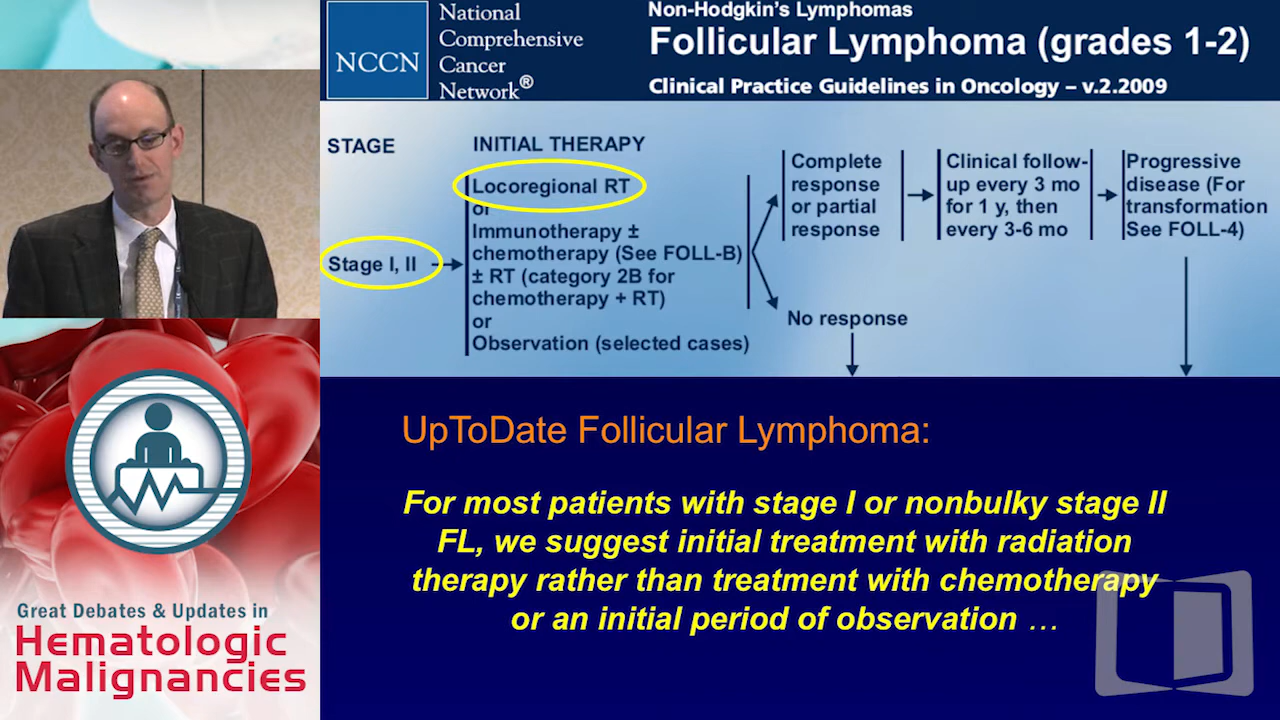 NCCN
National
Comprehensive
Cancer
Network®
Non-Hodgkin's Lymphomas
Follicular Lymphoma (grades 1-2)
Clinical Practice Guidelines in Oncology – v.2.2009
STAGE
INITIAL THERAPY
Stage I, II
Locoregional RT
or
Immunotherapy ±
chemotherapy (See FOLL-B)
± RT (category 2B for
chemotherapy + RT)
or
Observation (selected cases)
Complete
response
or partial
response
No response
Clinical follow-
up every 3 mo
for 1 y, then
every 3-6 mo
Progressive
disease (For
transformation
See FOLL-4)
UpToDate Follicular Lymphoma:
For most patients with stage I or nonbulky stage II
FL, we suggest initial treatment with radiation
therapy rather than treatment with chemotherapy
or an initial period of observation …
Great Debates & Updates in
Hematologic
Malignancies